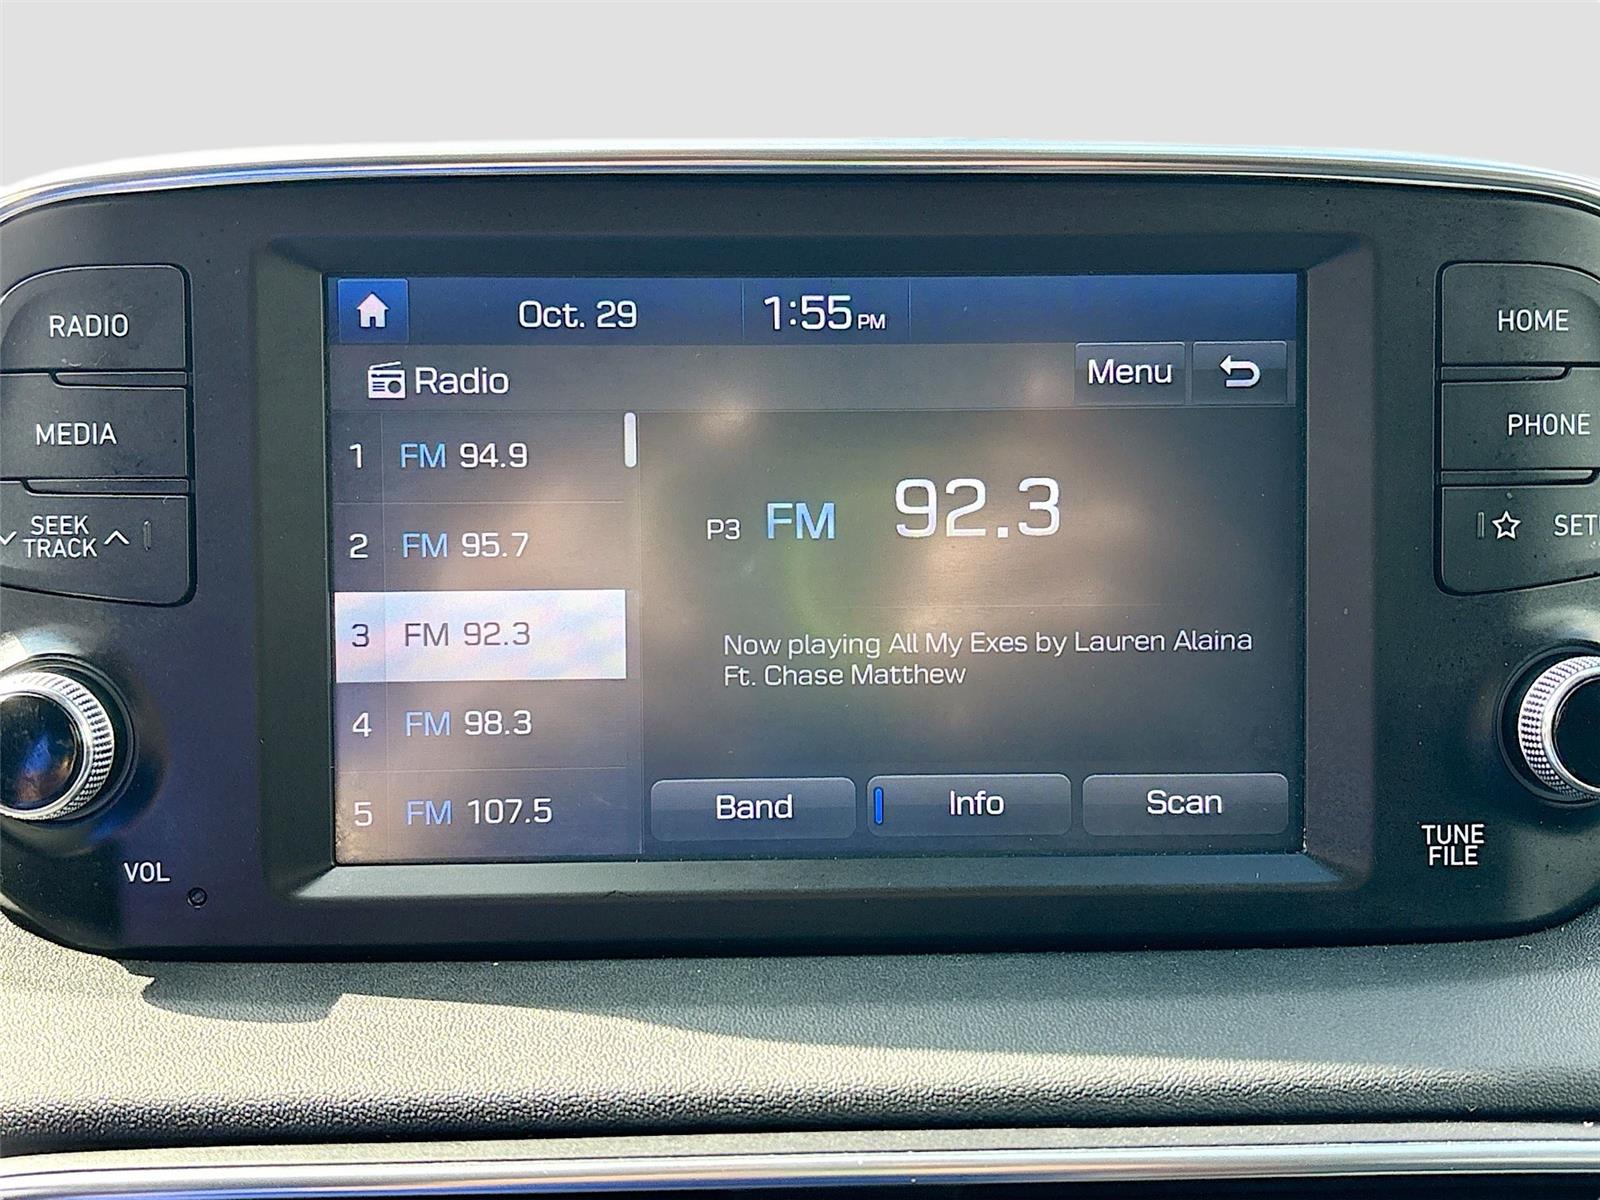 RADIO
MEDIA
SEEK
TRACK
VOL
Oct. 29 1:55 PM
Radio
Menu
1 FM 94.9
2 FM 95.7
3 FM 92.3
4 FM 98.3
5 FM 107.5
P3 FM 92.3
Now playing All My Exes by Lauren Alaina
Ft. Chase Matthew
Band Info Scan
HOME
PHONE
TUNE
FILE